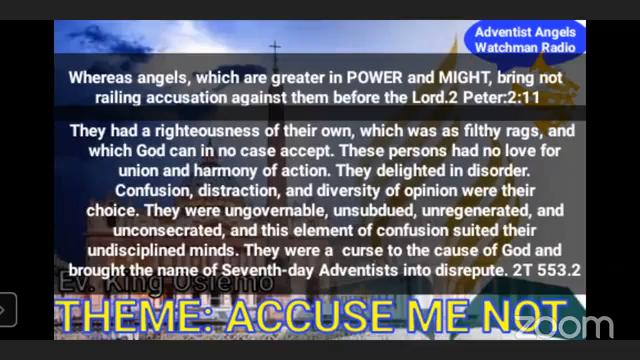 Adventist Angels
Watchman Radio
Whereas angels, which are greater in POWER and MIGHT, bring not
railing accusation against them before the Lord.2 Peter:2:11
They had a righteousness of their own, which was as filthy rags, and
which God can in no case accept. These persons had no love for
union and harmony of action. They delighted in disorder.
Confusion, distraction, and diversity of opinion were their
choice. They were ungovernable, unsubdued, unregenerated, and
unconsecrated, and this element of confusion suited their
undisciplined minds. They were a curse to the cause of God and
brought the name of Seventh-day Adventists into disrepute. 2T 553.2
Ev. King Osiemo
THEME: ACCUSE ME NOT
zoom